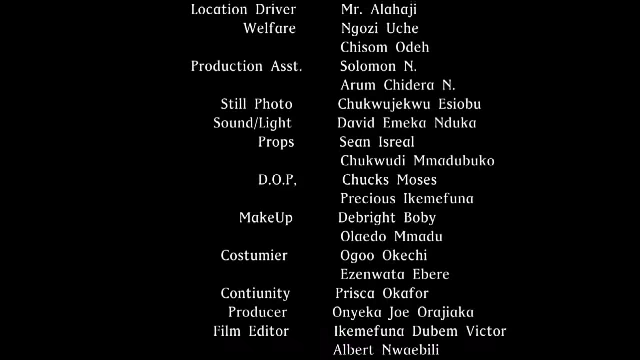 Location Driver Mr. Alahaji
Welfare Ngozi Uche
Chisom Odeh
Production Asst. Solomon N.
Arum Chidera N.
Still Photo Chukwujekwu Esiobu
Sound/Light David Emeka Nduka
Props Sean Isreal
Chukwudi Mmadubuko
D.O.P, Chucks Moses
Precious Ikemefuna
MakeUp Debright Boby
Olaedo Mmadu
Costumier Ogoo Okechi
Ezenwata Ebere
Contiunity Prisca Okafor
Producer Onyeka Joe Orajiaka
Film Editor Ikemefuna Dubem Victor
Albert Nwaebili